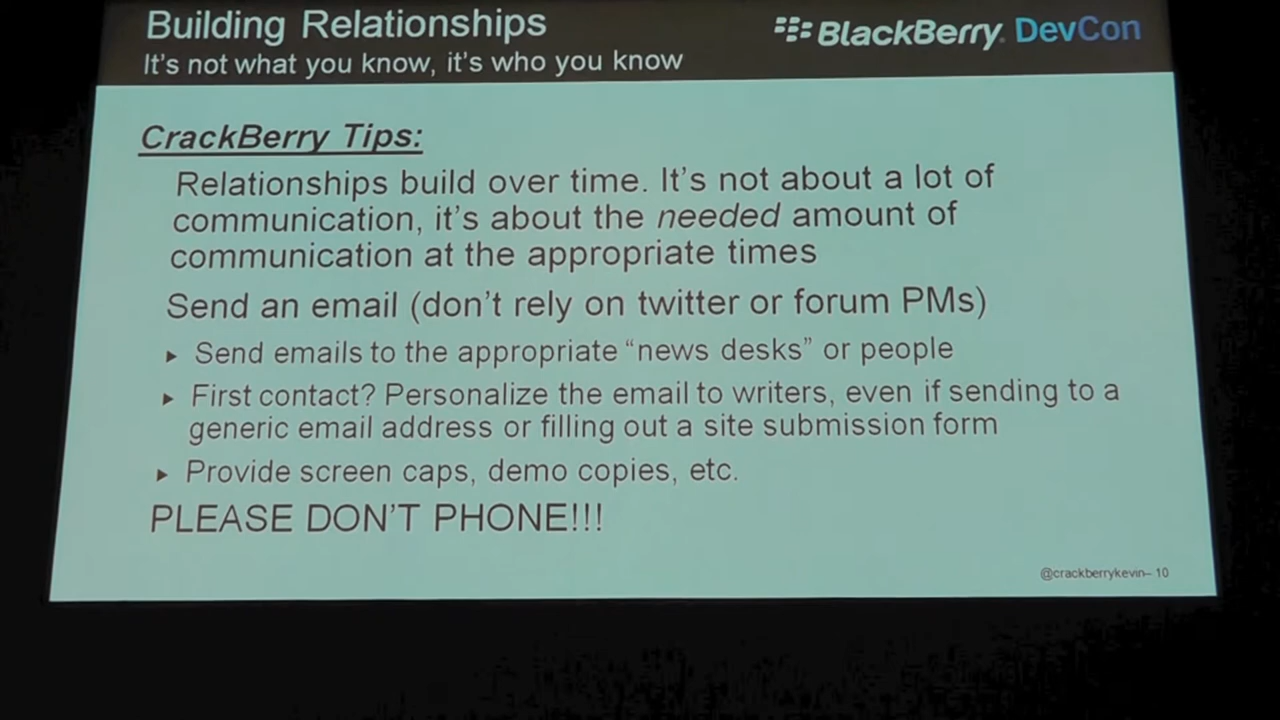 Building Relationships
BlackBerry DevCon
It's not what you know, it's who you know
CrackBerry Tips:
Relationships build over time. It's not about a lot of
communication, it's about the needed amount of
communication at the appropriate times
Send an email (don't rely on twitter or forum PMs)
Send emails to the appropriate “news desks” or people
First contact? Personalize the email to writers, even if sending to a
generic email address or filling out a site submission form
Provide screen caps, demo copies, etc.
PLEASE DON'T PHONE!!!
@crackberrykevin– 10